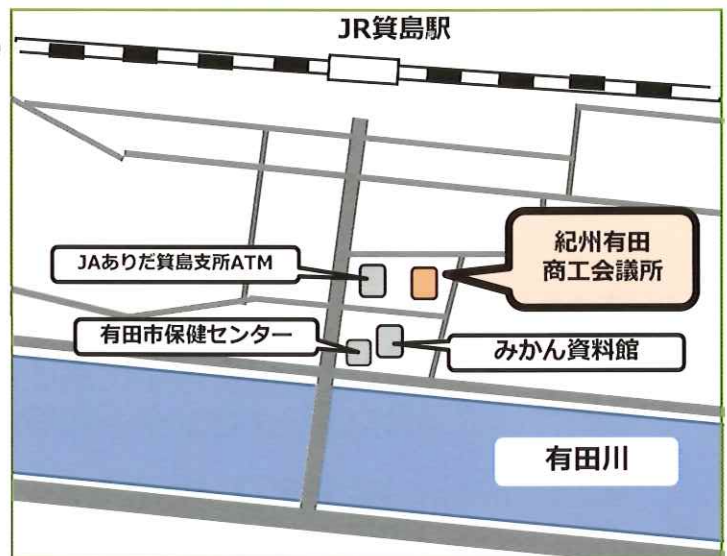 JR箕島駅
JAありだ箕島支所ATM
紀州有田
商工会議所
有田市保健センター
みかん資料館
有田川